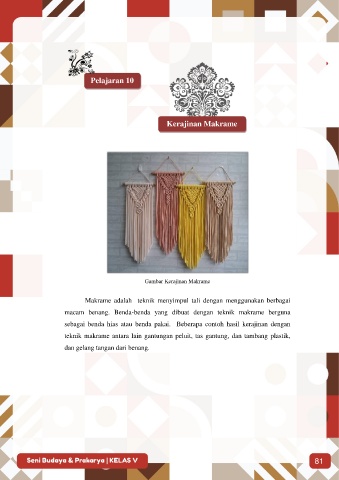 Pelajaran 10
Kerajinan Makrame
Gambar Kerajinan Makrame
Makrame adalah teknik menyimpul tali dengan menggunakan berbagai
macam benang. Benda-benda yang dibuat dengan teknik makrame berguna
sebagai benda hias atau benda pakai. Beberapa contoh hasil kerajinan dengan
teknik makrame antara lain gantungan peluit, tas gantung, dan tambang plastik,
dan gelang tangan dari benang.
Seni Budaya & Prakarya | KELAS V
81